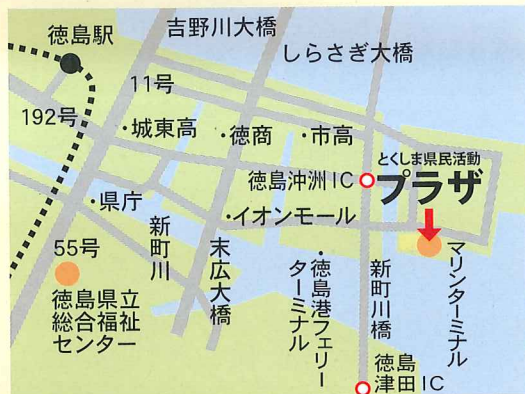 徳島駅
吉野川大橋
しらさぎ大橋
11号
192号
・城東高
・徳商
・市高
とくしま県民活動
プラザ
徳島沖洲IC
・県庁
・イオンモール
新町川
末広大橋
・徳島港フェリー
ターミナル
新町川橋
マリンターミナル
55号
徳島県立
総合福祉
センター
徳島
津田IC